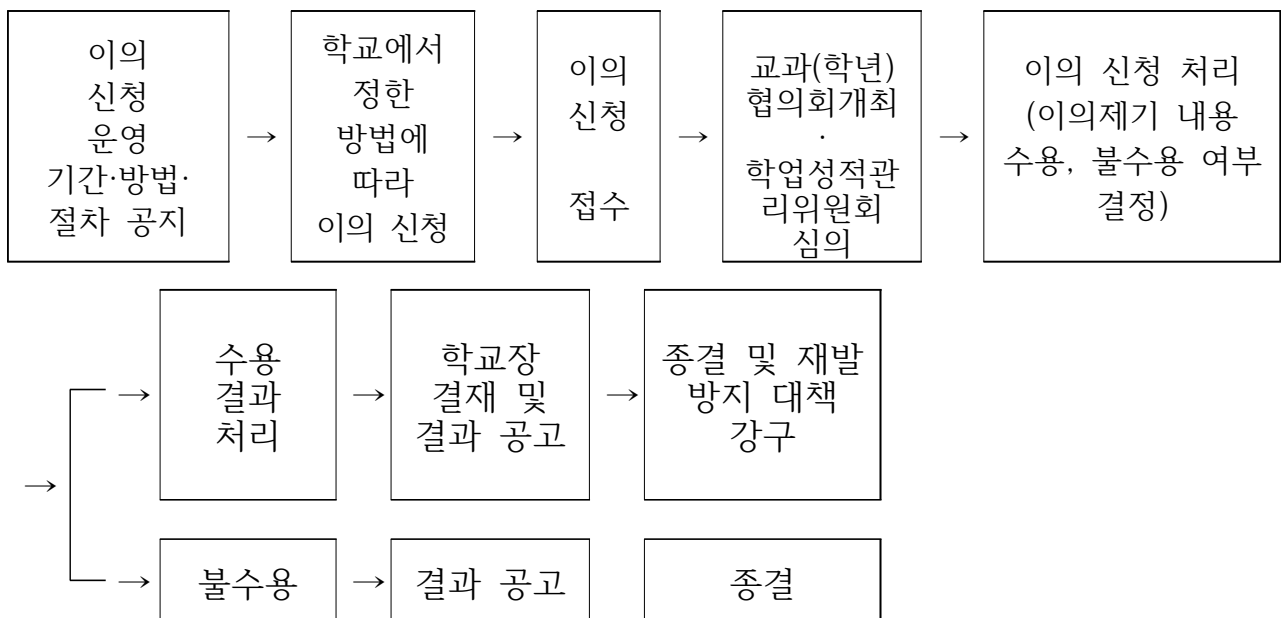 이의
신청
운영
기간·방법·
절차 공지
→
학교에서
정한
방법에
따라
이의 신청
→
이의
신청
접수
→
교과(학년)
협의회개최
·
학업성적관
리위원회
심의
→
이의 신청 처리
(이의제기 내용
수용, 불수용 여부
결정)
→
→
수용
결과
처리
→
학교장
결재 및
결과 공고
→
종결 및 재발
방지 대책
강구
→
불수용
→
결과 공고
종결